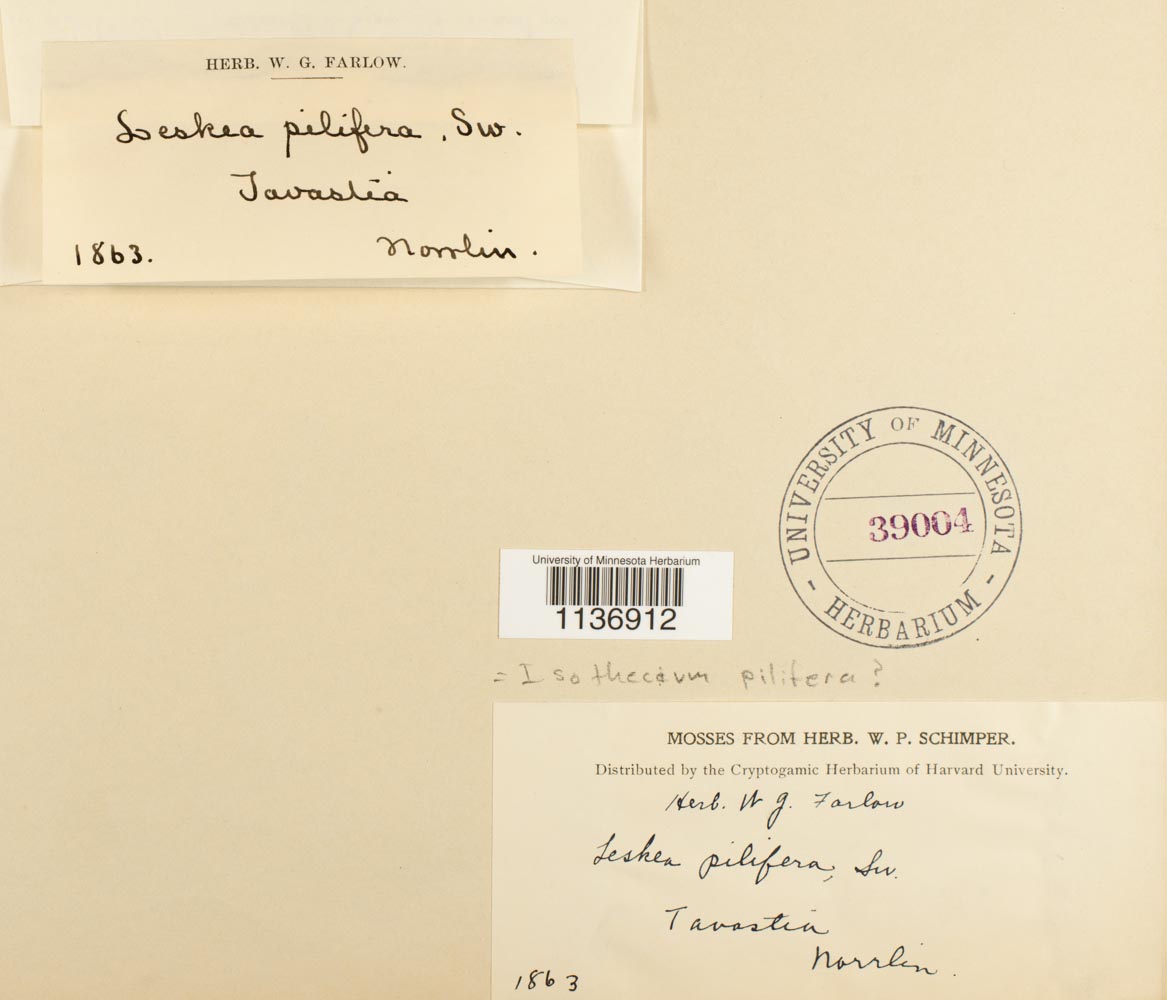 HERB. W. G. FARLOW.
Leskea pilifera, Sw.
Tavastia
1863. Norrlin.
UNIVERSITY OF MINNESOTA
39004
- HERBARIUM -
University of Minnesota Herbarium
1136912
= Isothecium pilifera?
MOSSES FROM HERB. W. P. SCHIMPER.
Distributed by the Cryptogamic Herbarium of Harvard University.
Herb. W G. Farlow
Leskea pilifera, Sw.
Tavastia
Norrlin.
1863